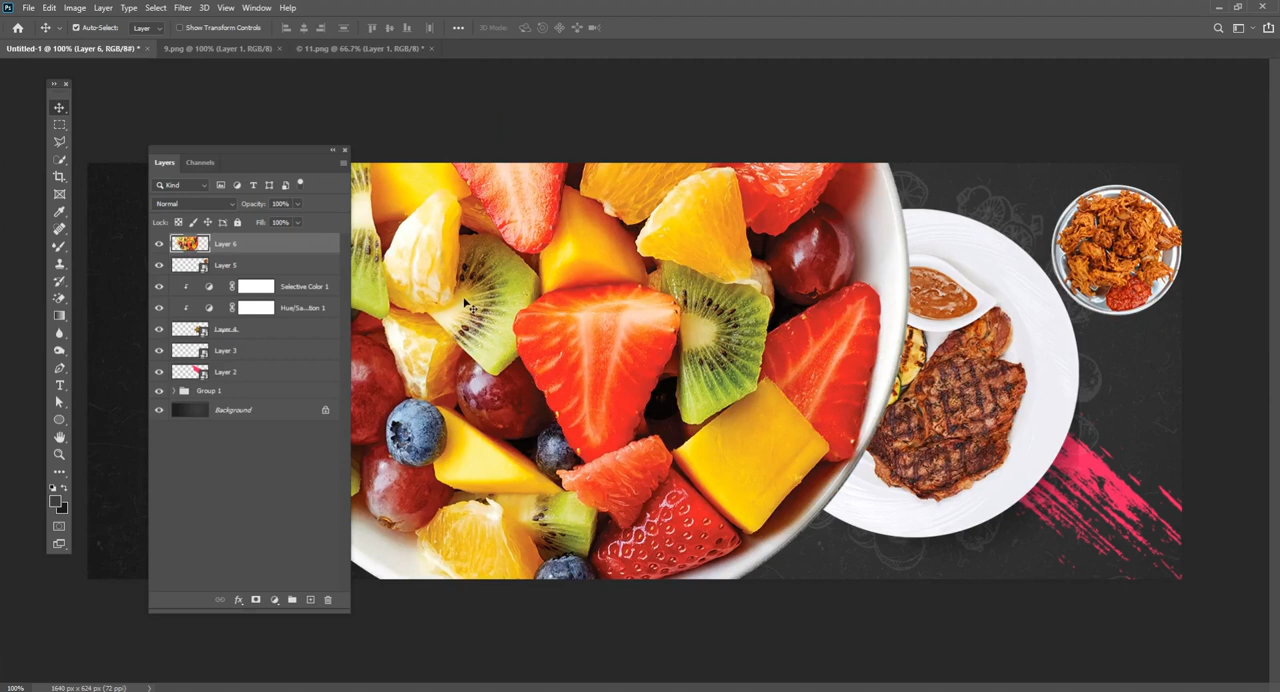 Ps File Edit Image Layer Type Select Filter 3D View Window Help
Auto-Select: Layer Show Transform Controls 3D Mode:
Untitled-1 @ 100% (Layer 6, RGB/8#) * × 9.png @ 100% (Layer 1, RGB/8) × © 11.png @ 66.7% (Layer 1, RGB/8) * ×
Layers Channels
Kind
Normal Opacity: 100%
Lock: Fill: 100%
Layer 6
Layer 5
Selective Color 1
Hue/Sa...tion 1
Layer 4
Layer 3
Layer 2
Group 1
Background
fx
100% 1640 px x 624 px (72 ppi)